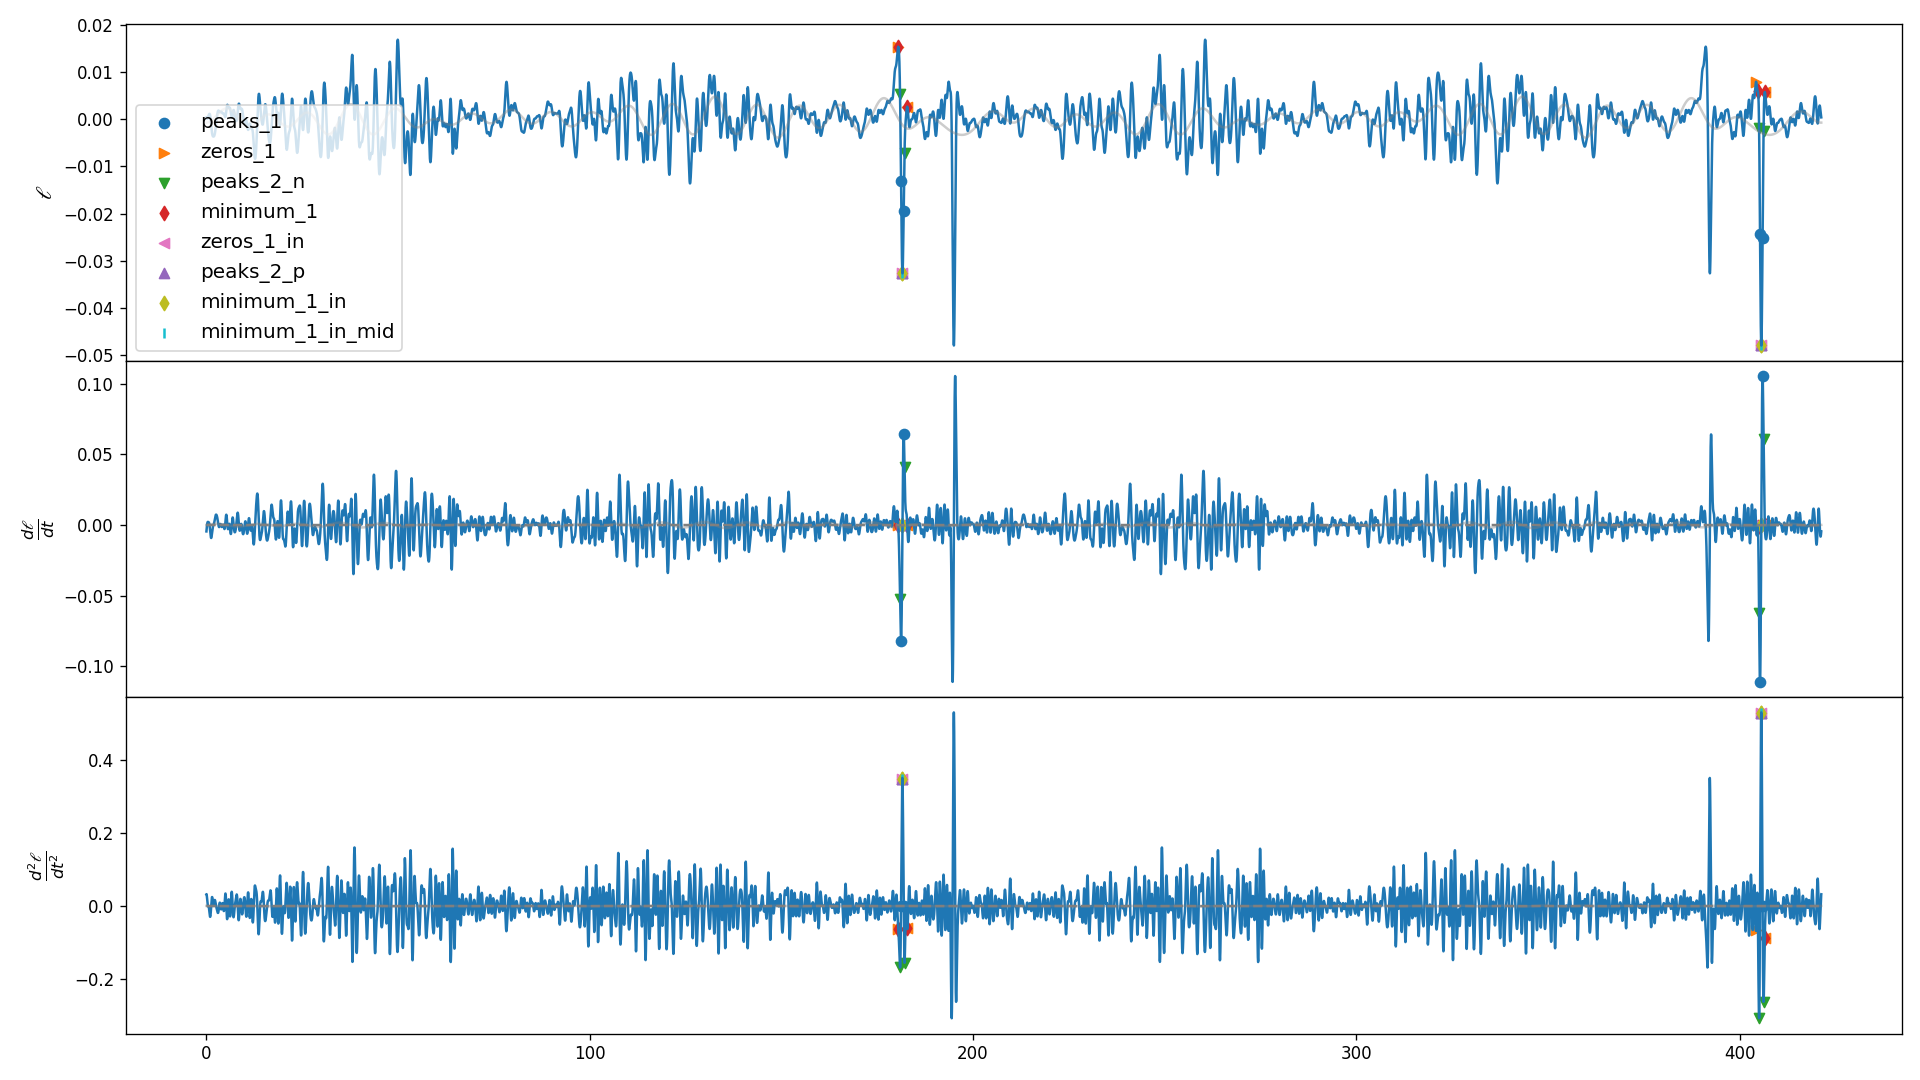 0.02
0.01
0.00
−0.01
−0.02
−0.03
−0.04
−0.05
ℓ
peaks_1
zeros_1
peaks_2_n
minimum_1
zeros_1_in
peaks_2_p
minimum_1_in
minimum_1_in_mid
0.10
0.05
0.00
−0.05
−0.10
dℓ
dt
0.4
0.2
0.0
−0.2
d²ℓ
dt²
0 100 200 300 400